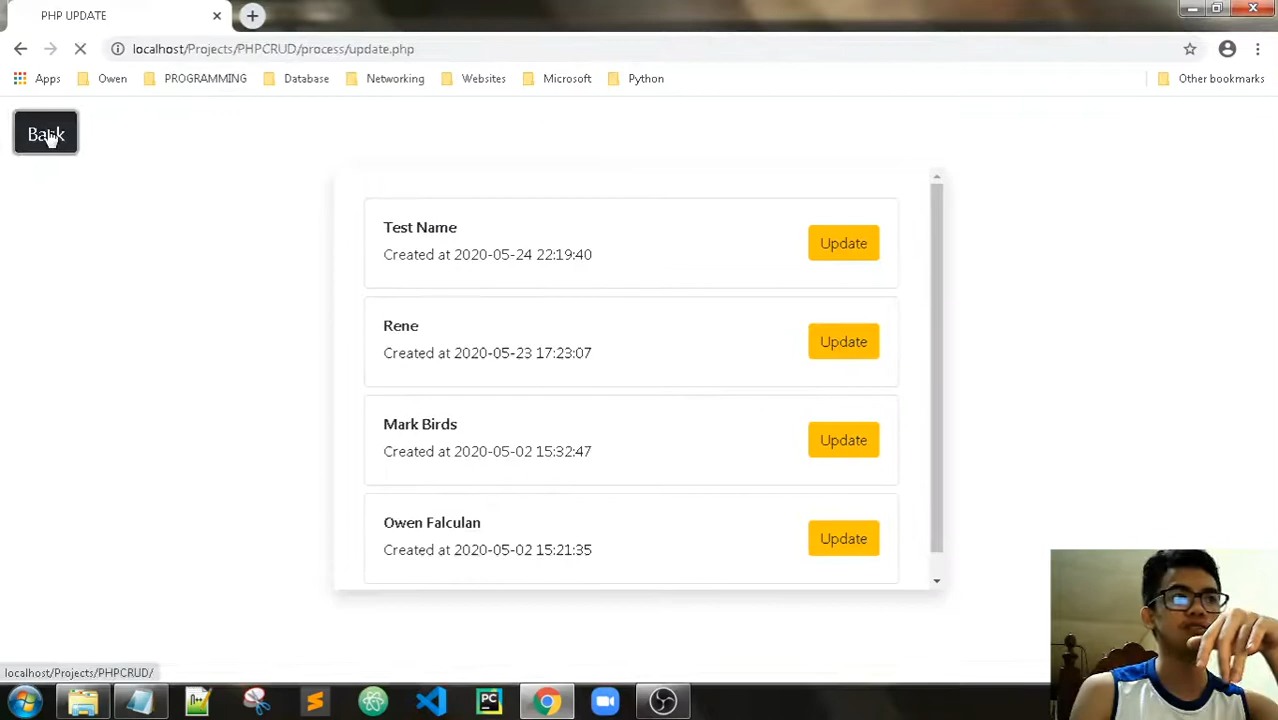 PHP UPDATE
localhost/Projects/PHPCRUD/process/update.php
Apps
Owen
PROGRAMMING
Database
Networking
Websites
Microsoft
Python
Other bookmarks
Back
Test Name
Created at 2020-05-24 22:19:40
Update
Rene
Created at 2020-05-23 17:23:07
Update
Mark Birds
Created at 2020-05-02 15:32:47
Update
Owen Falculan
Created at 2020-05-02 15:21:35
Update
localhost/Projects/PHPCRUD/
PC